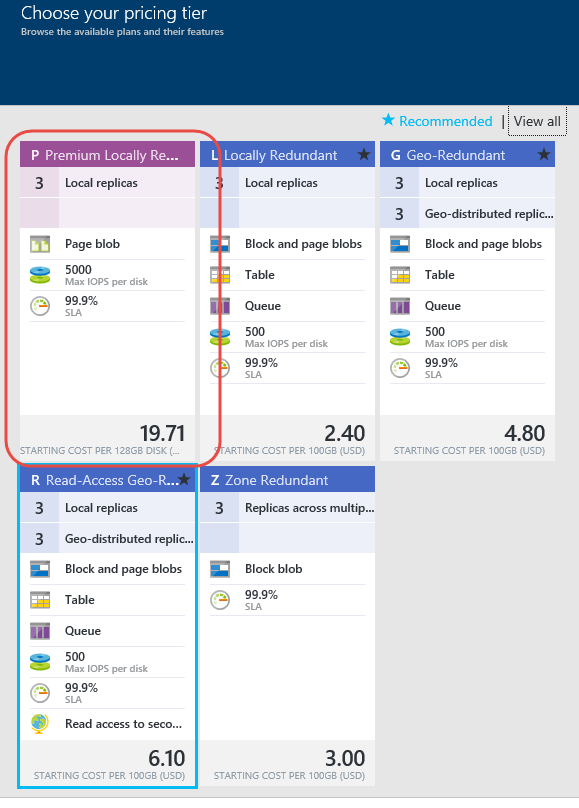 Choose your pricing tier
Browse the available plans and their features
★ Recommended | View all
P Premium Locally Re...
3 Local replicas
Page blob
5000
Max IOPS per disk
99.9%
SLA
19.71
STARTING COST PER 128GB DISK (...
L Locally Redundant ★
3 Local replicas
Block and page blobs
Table
Queue
500
Max IOPS per disk
99.9%
SLA
2.40
STARTING COST PER 100GB (USD)
G Geo-Redundant ★
3 Local replicas
3 Geo-distributed replic...
Block and page blobs
Table
Queue
500
Max IOPS per disk
99.9%
SLA
4.80
STARTING COST PER 100GB (USD)
R Read-Access Geo-R... ★
3 Local replicas
3 Geo-distributed replic...
Block and page blobs
Table
Queue
500
Max IOPS per disk
99.9%
SLA
Read access to seco...
6.10
STARTING COST PER 100GB (USD)
Z Zone Redundant
3 Replicas across multip...
Block blob
99.9%
SLA
3.00
STARTING COST PER 100GB (USD)